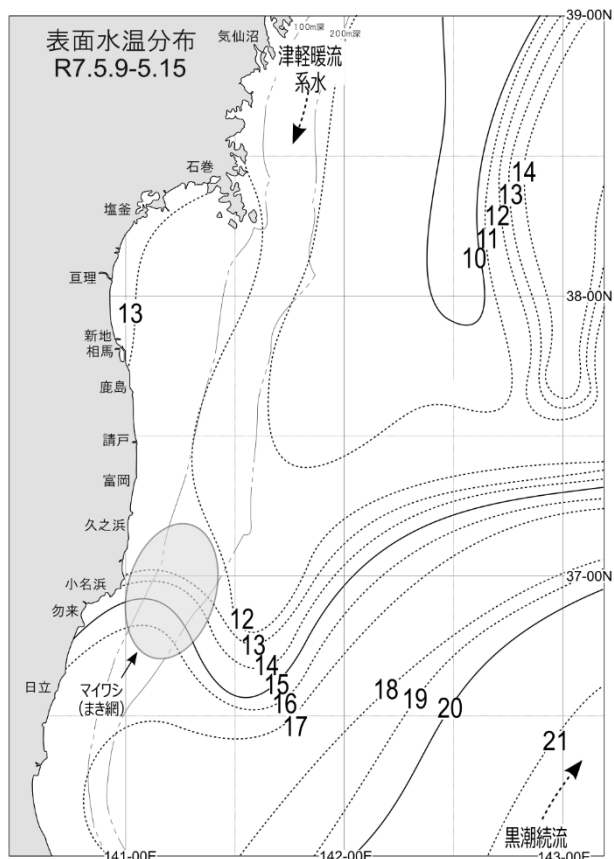 39-00N
表面水温分布
R7.5.9-5.15
気仙沼
100m深
200m深
津軽暖流
系水
石巻
塩釜
亘理
14
13
12
11
10
38-00N
13
新地
相馬
鹿島
請戸
富岡
久之浜
小名浜
勿来
37-00N
12
13
14
15
16
17
18
19
20
21
日立
マイワシ
(まき網)
黒潮続流
141-00E
142-00E
143-00E